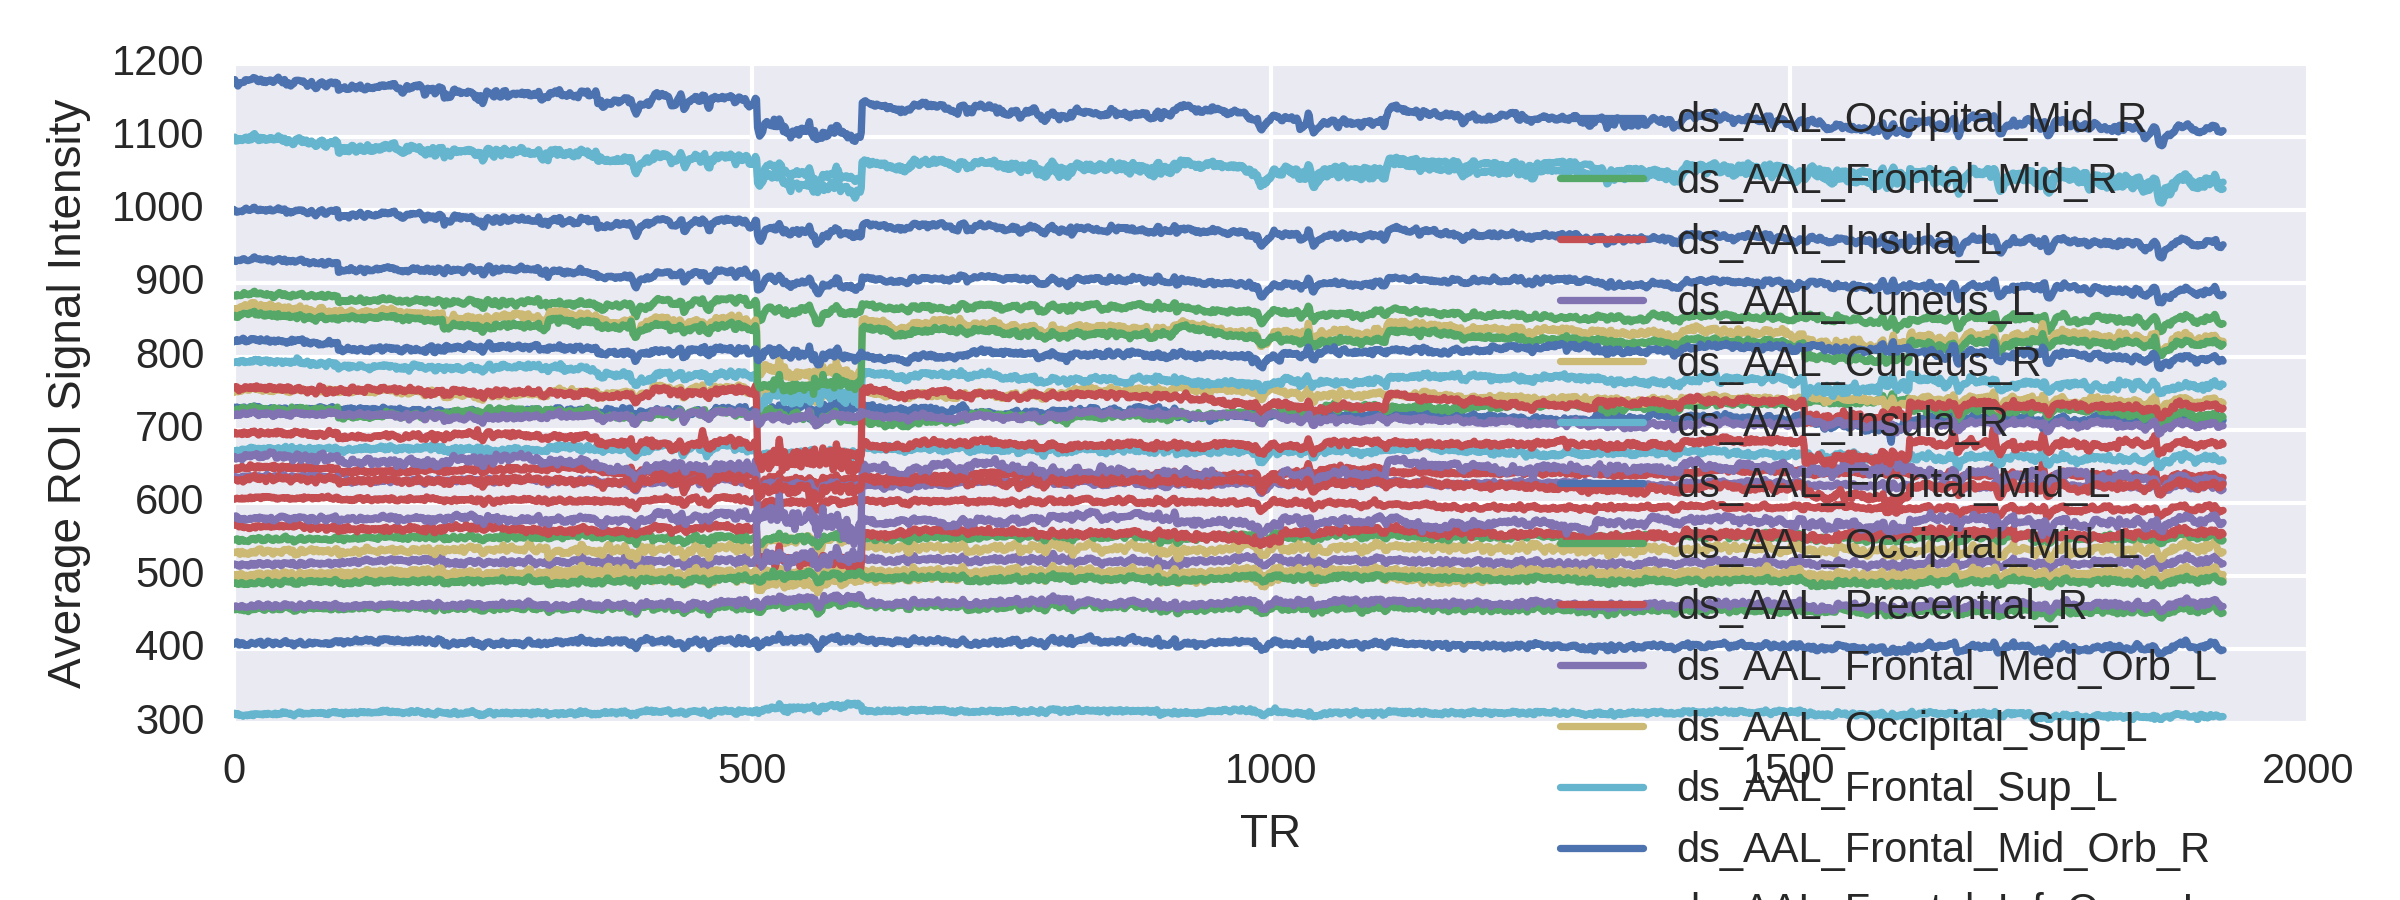 1200
1100
1000
900
800
700
600
500
400
300
Average ROI Signal Intensity
0
500
1000
1500
2000
TR
ds_AAL_Occipital_Mid_R
ds_AAL_Frontal_Mid_R
ds_AAL_Insula_L
ds_AAL_Cuneus_L
ds_AAL_Cuneus_R
ds_AAL_Insula_R
ds_AAL_Frontal_Mid_L
ds_AAL_Occipital_Mid_L
ds_AAL_Precentral_R
ds_AAL_Frontal_Med_Orb_L
ds_AAL_Occipital_Sup_L
ds_AAL_Frontal_Sup_L
ds_AAL_Frontal_Mid_Orb_R